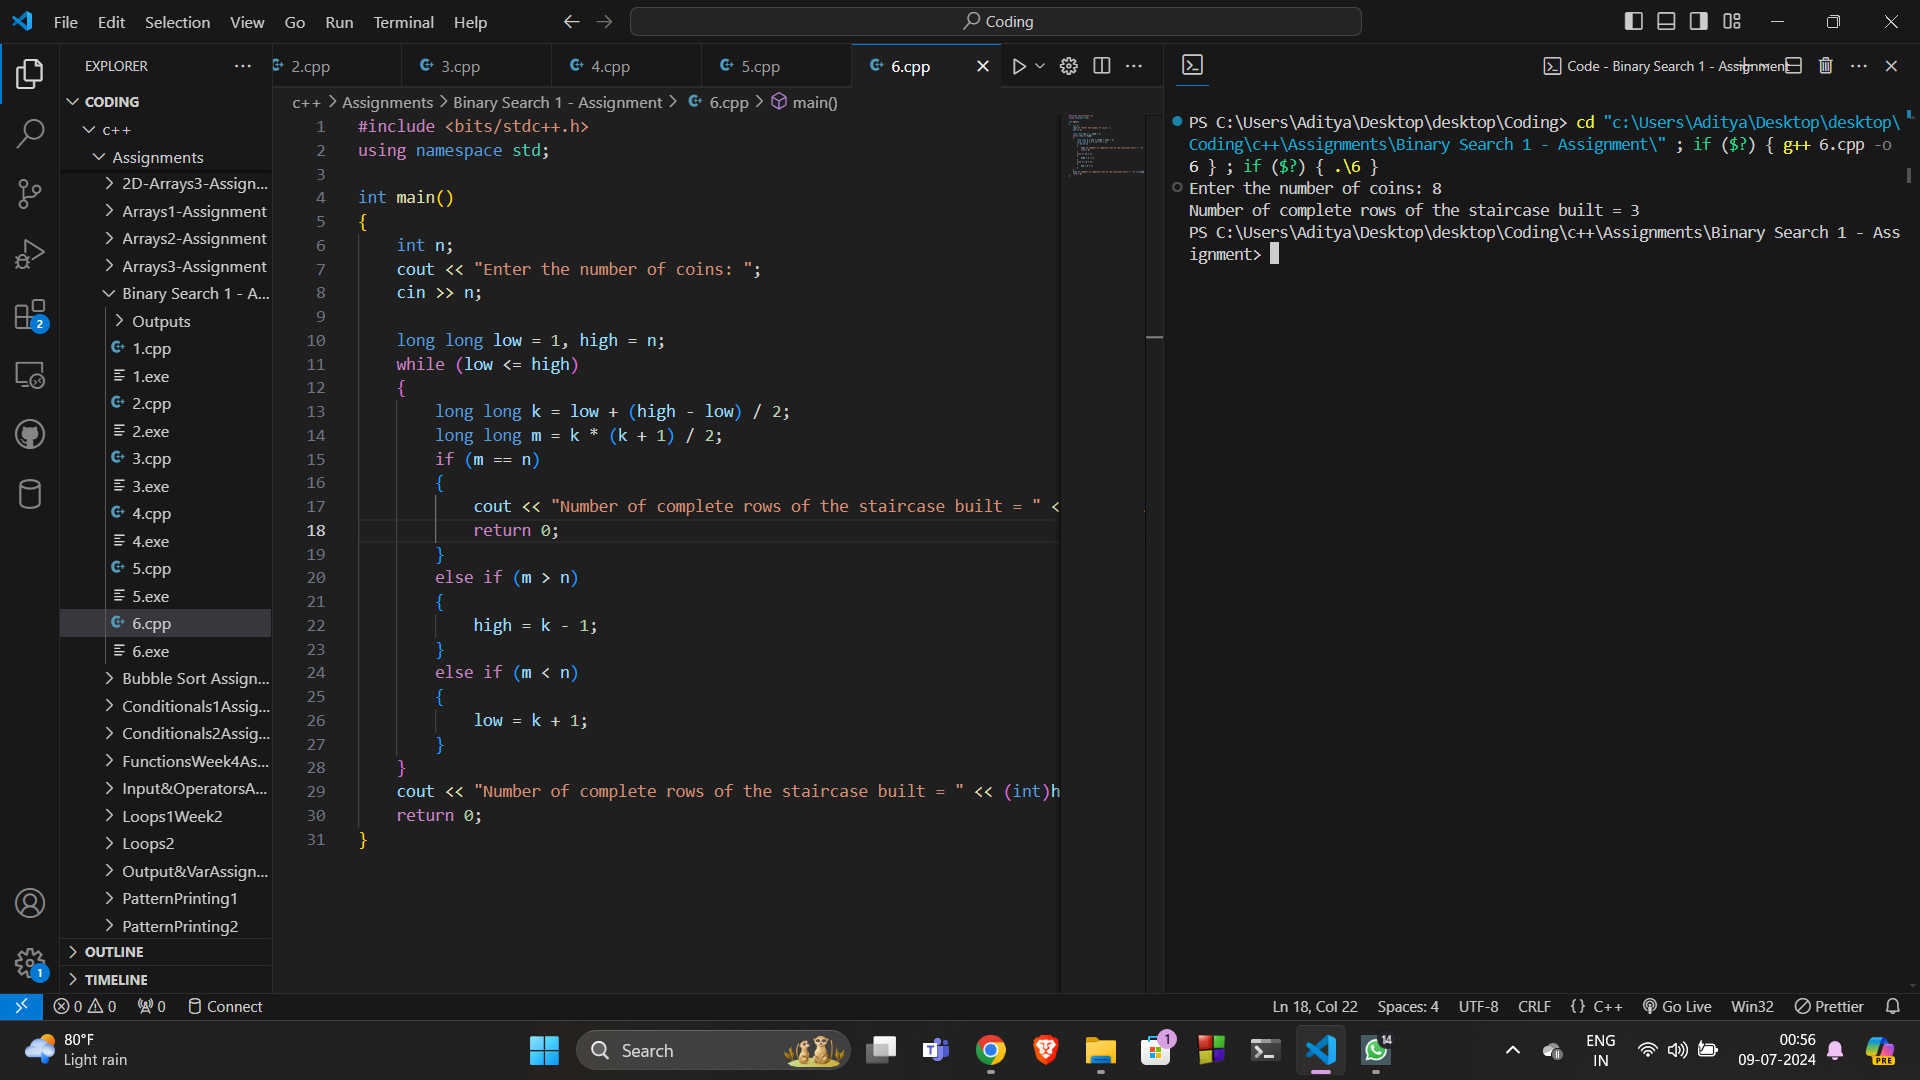 File Edit Selection View Go Run Terminal Help
Coding
EXPLORER
CODING
c++
Assignments
2D-Arrays3-Assign...
Arrays1-Assignment
Arrays2-Assignment
Arrays3-Assignment
Binary Search 1 - A...
Outputs
1.cpp
1.exe
2.cpp
2.exe
3.cpp
3.exe
4.cpp
4.exe
5.cpp
5.exe
6.cpp
6.exe
Bubble Sort Assign...
Conditionals1Assig...
Conditionals2Assig...
FunctionsWeek4As...
Input&OperatorsA...
Loops1Week2
Loops2
Output&VarAssign...
PatternPrinting1
PatternPrinting2
OUTLINE
TIMELINE
2
1
2.cpp 3.cpp 4.cpp 5.cpp 6.cpp
c++ > Assignments > Binary Search 1 - Assignment > 6.cpp > main()
1 #include <bits/stdc++.h>
2 using namespace std;
3
4 int main()
5 {
6 int n;
7 cout << "Enter the number of coins: ";
8 cin >> n;
9
10 long long low = 1, high = n;
11 while (low <= high)
12 {
13 long long k = low + (high - low) / 2;
14 long long m = k * (k + 1) / 2;
15 if (m == n)
16 {
17 cout << "Number of complete rows of the staircase built = " <
18 return 0;
19 }
20 else if (m > n)
21 {
22 high = k - 1;
23 }
24 else if (m < n)
25 {
26 low = k + 1;
27 }
28 }
29 cout << "Number of complete rows of the staircase built = " << (int)h
30 return 0;
31 }
Code - Binary Search 1 - Assignment
PS C:\Users\Aditya\Desktop\desktop\Coding> cd "c:\Users\Aditya\Desktop\desktop\
Coding\c++\Assignments\Binary Search 1 - Assignment\" ; if ($?) { g++ 6.cpp -o
6 } ; if ($?) { .\6 }
Enter the number of coins: 8
Number of complete rows of the staircase built = 3
PS C:\Users\Aditya\Desktop\desktop\Coding\c++\Assignments\Binary Search 1 - Ass
ignment>
0 0 0 Connect
Ln 18, Col 22 Spaces: 4 UTF-8 CRLF {} C++ Go Live Win32 Prettier
80°F
Light rain
Search
1
14
ENG
IN
00:56
09-07-2024
PRE